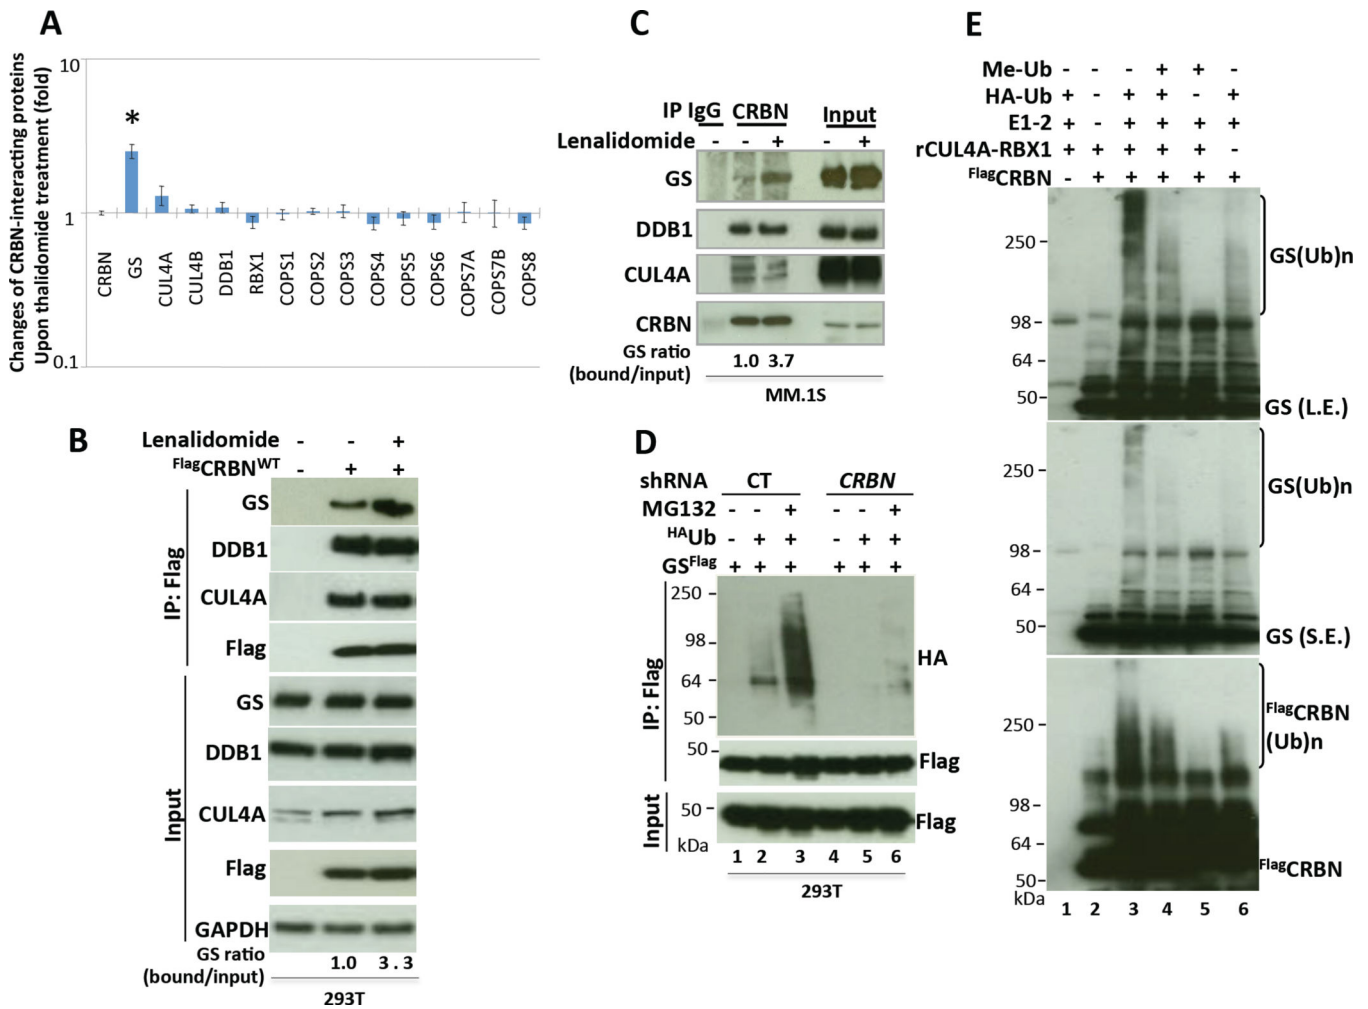 A
Changes of CRBN-interacting proteins
Upon thalidomide treatment (fold)
10
1
0.1
*
CRBN
GS
CUL4A
CUL4B
DDB1
RBX1
COPS1
COPS2
COPS3
COPS4
COPS5
COPS6
COPS7A
COPS7B
COPS8
B
Lenalidomide - - +
FlagCRBNWT - + +
IP: Flag
GS
DDB1
CUL4A
Flag
Input
GS
DDB1
CUL4A
Flag
GAPDH
GS ratio
(bound/input) 1.0 3.3
293T
C
IP IgG CRBN Input
Lenalidomide - - + - +
GS
DDB1
CUL4A
CRBN
GS ratio
(bound/input) 1.0 3.7
MM.1S
D
shRNA CT CRBN
MG132 - - + - - +
HAUb - + + - + +
GSFlag + + + + + +
IP: Flag
250
98
64
50
HA
50
Flag
Input
50
Flag
kDa
1 2 3 4 5 6
293T
E
Me-Ub - - - + + -
HA-Ub + - + + - +
E1-2 + - + + + +
rCUL4A-RBX1 + + + + + -
FlagCRBN - + + + + +
250
98
64
50
GS(Ub)n
GS (L.E.)
250
98
64
50
GS(Ub)n
GS (S.E.)
250
98
64
50
kDa
FlagCRBN
(Ub)n
FlagCRBN
1 2 3 4 5 6